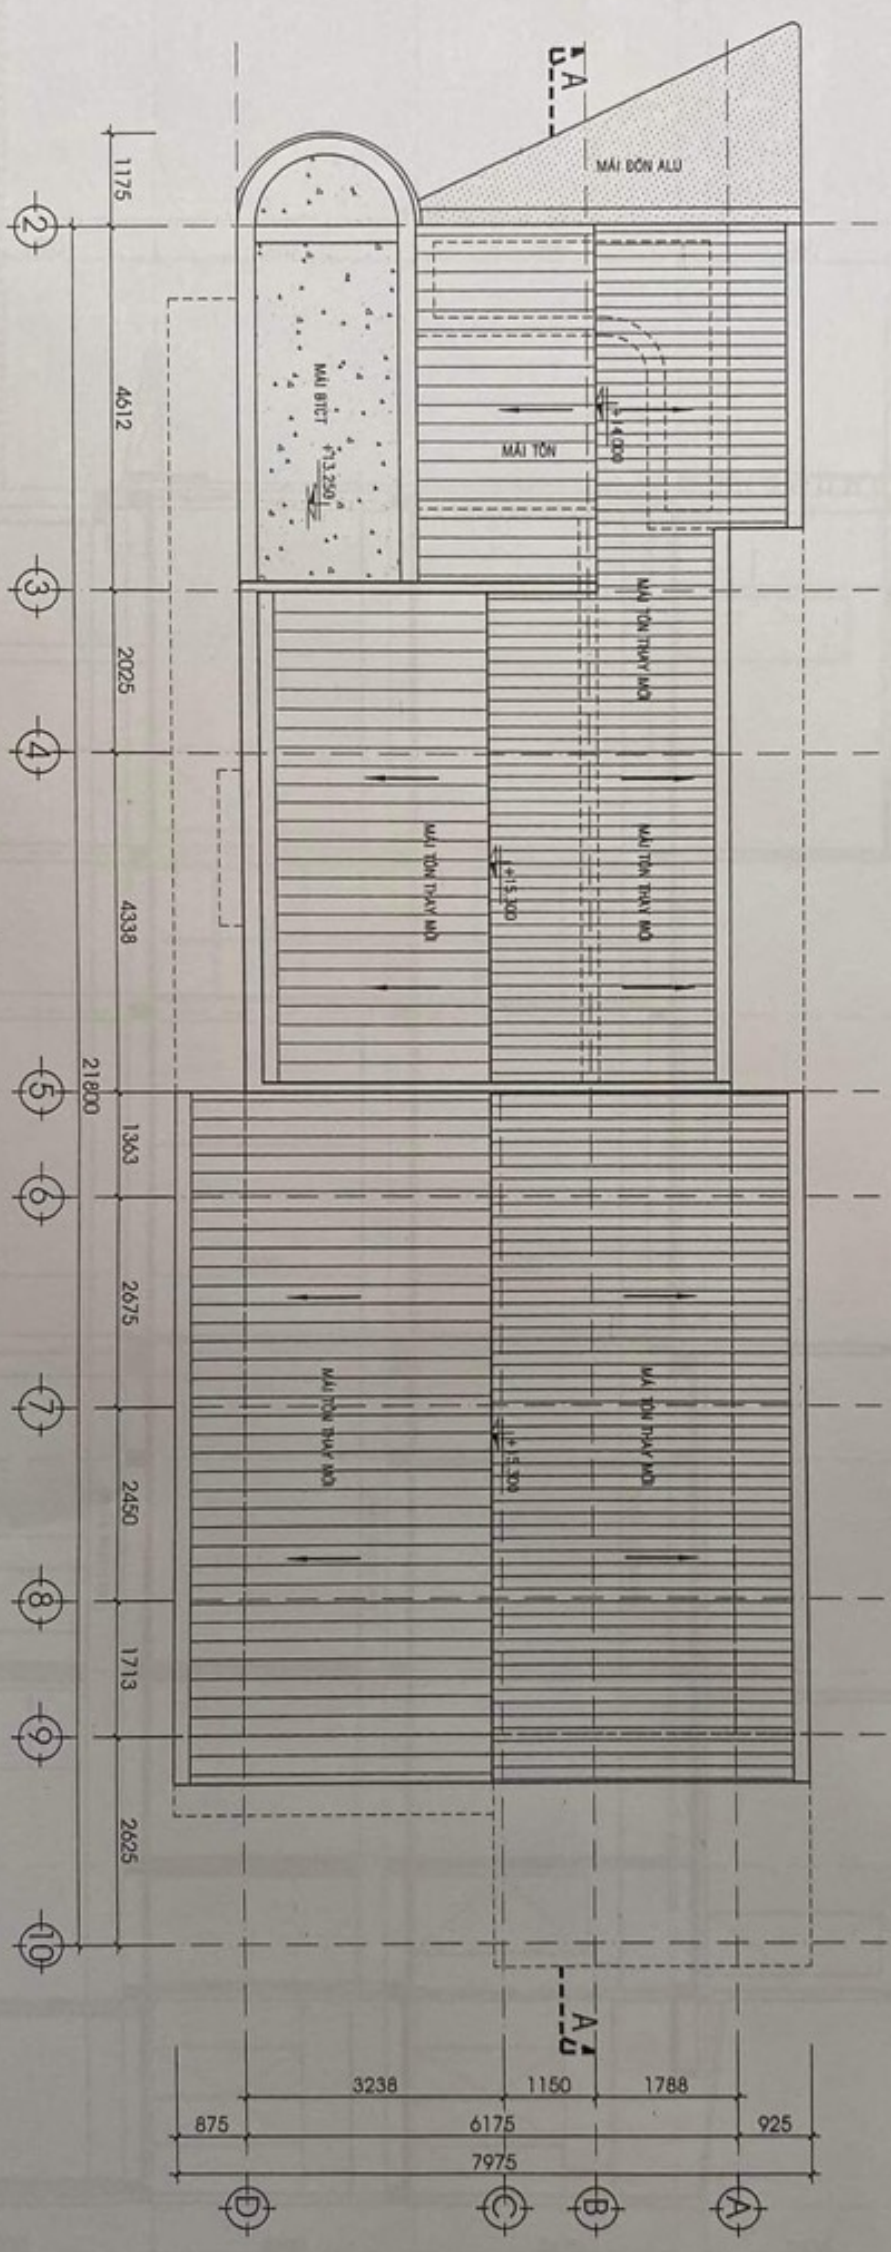 A
MÁI ĐÓN ALU
1175
2
4612
MÁI BTCT
+13.250
MÁI TÔN
+14.000
3
MÁI TÔN THAY MỚI
2025
4
4338
MÁI TÔN THAY MỚI
+15.300
MÁI TÔN THAY MỚI
21800
5
1363
6
2675
7
MÁI TÔN THAY MỚI
+15.300
MÁI TÔN THAY MỚI
2450
8
1713
9
2625
10
A
3238 1150 1788
875 6175 925
7975
D C B A